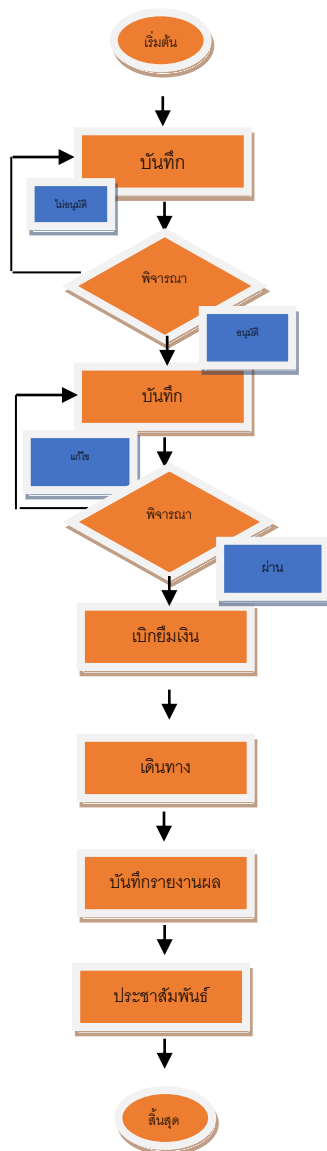 เริ่มต้น
บันทึก
ไม่อนุมัติ
พิจารณา
อนุมัติ
บันทึก
แก้ไข
พิจารณา
ผ่าน
เบิกยืมเงิน
เดินทาง
บันทึกรายงานผล
ประชาสัมพันธ์
สิ้นสุด